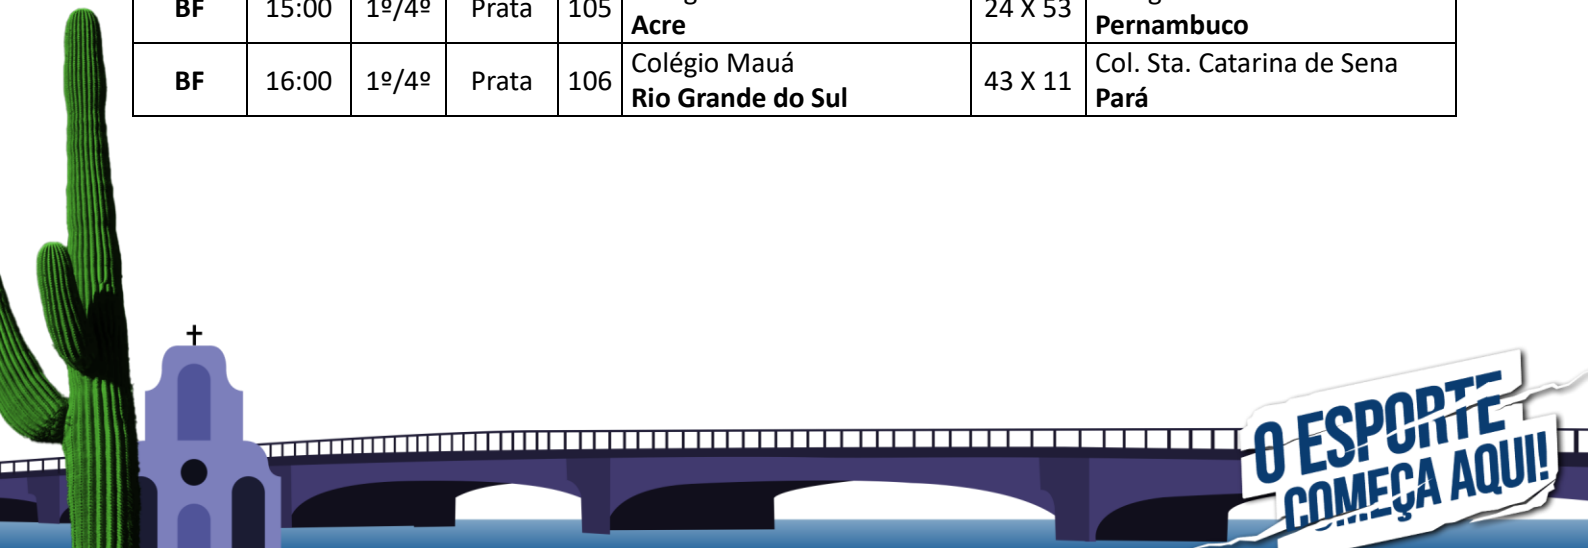 BF 15:00 1º/4º Prata 105 Acre 24 X 53 Pernambuco
BF 16:00 1º/4º Prata 106 Colégio Mauá 43 X 11 Col. Sta. Catarina de Sena
Rio Grande do Sul Pará
O ESPORTE
COMEÇA AQUI!